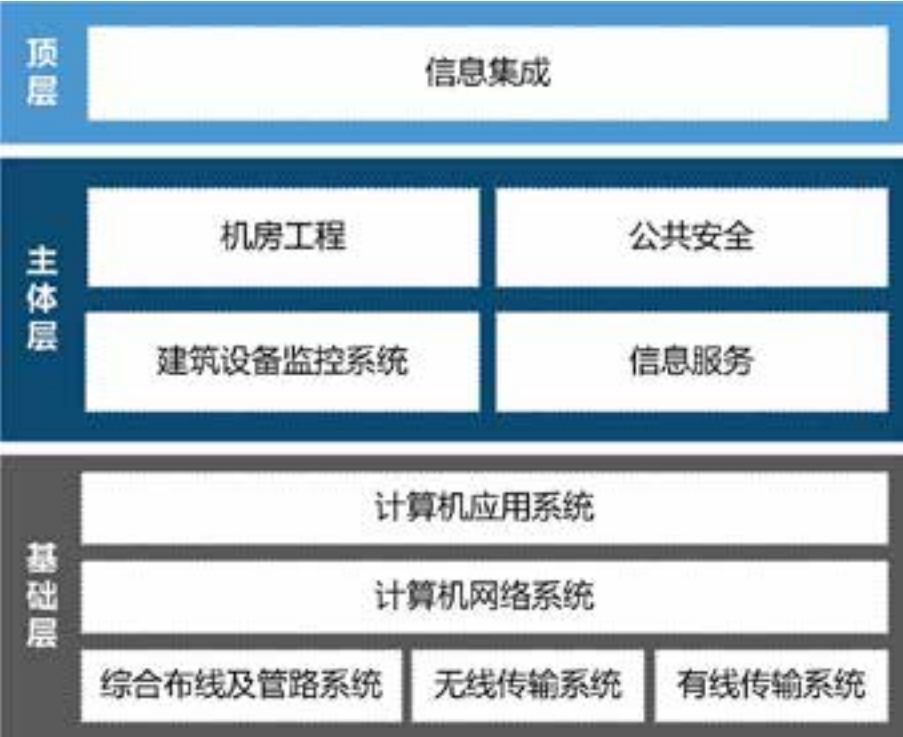 顶层
信息集成
主体层
机房工程
公共安全
建筑设备监控系统
信息服务
基础层
计算机应用系统
计算机网络系统
综合布线及管路系统
无线传输系统
有线传输系统